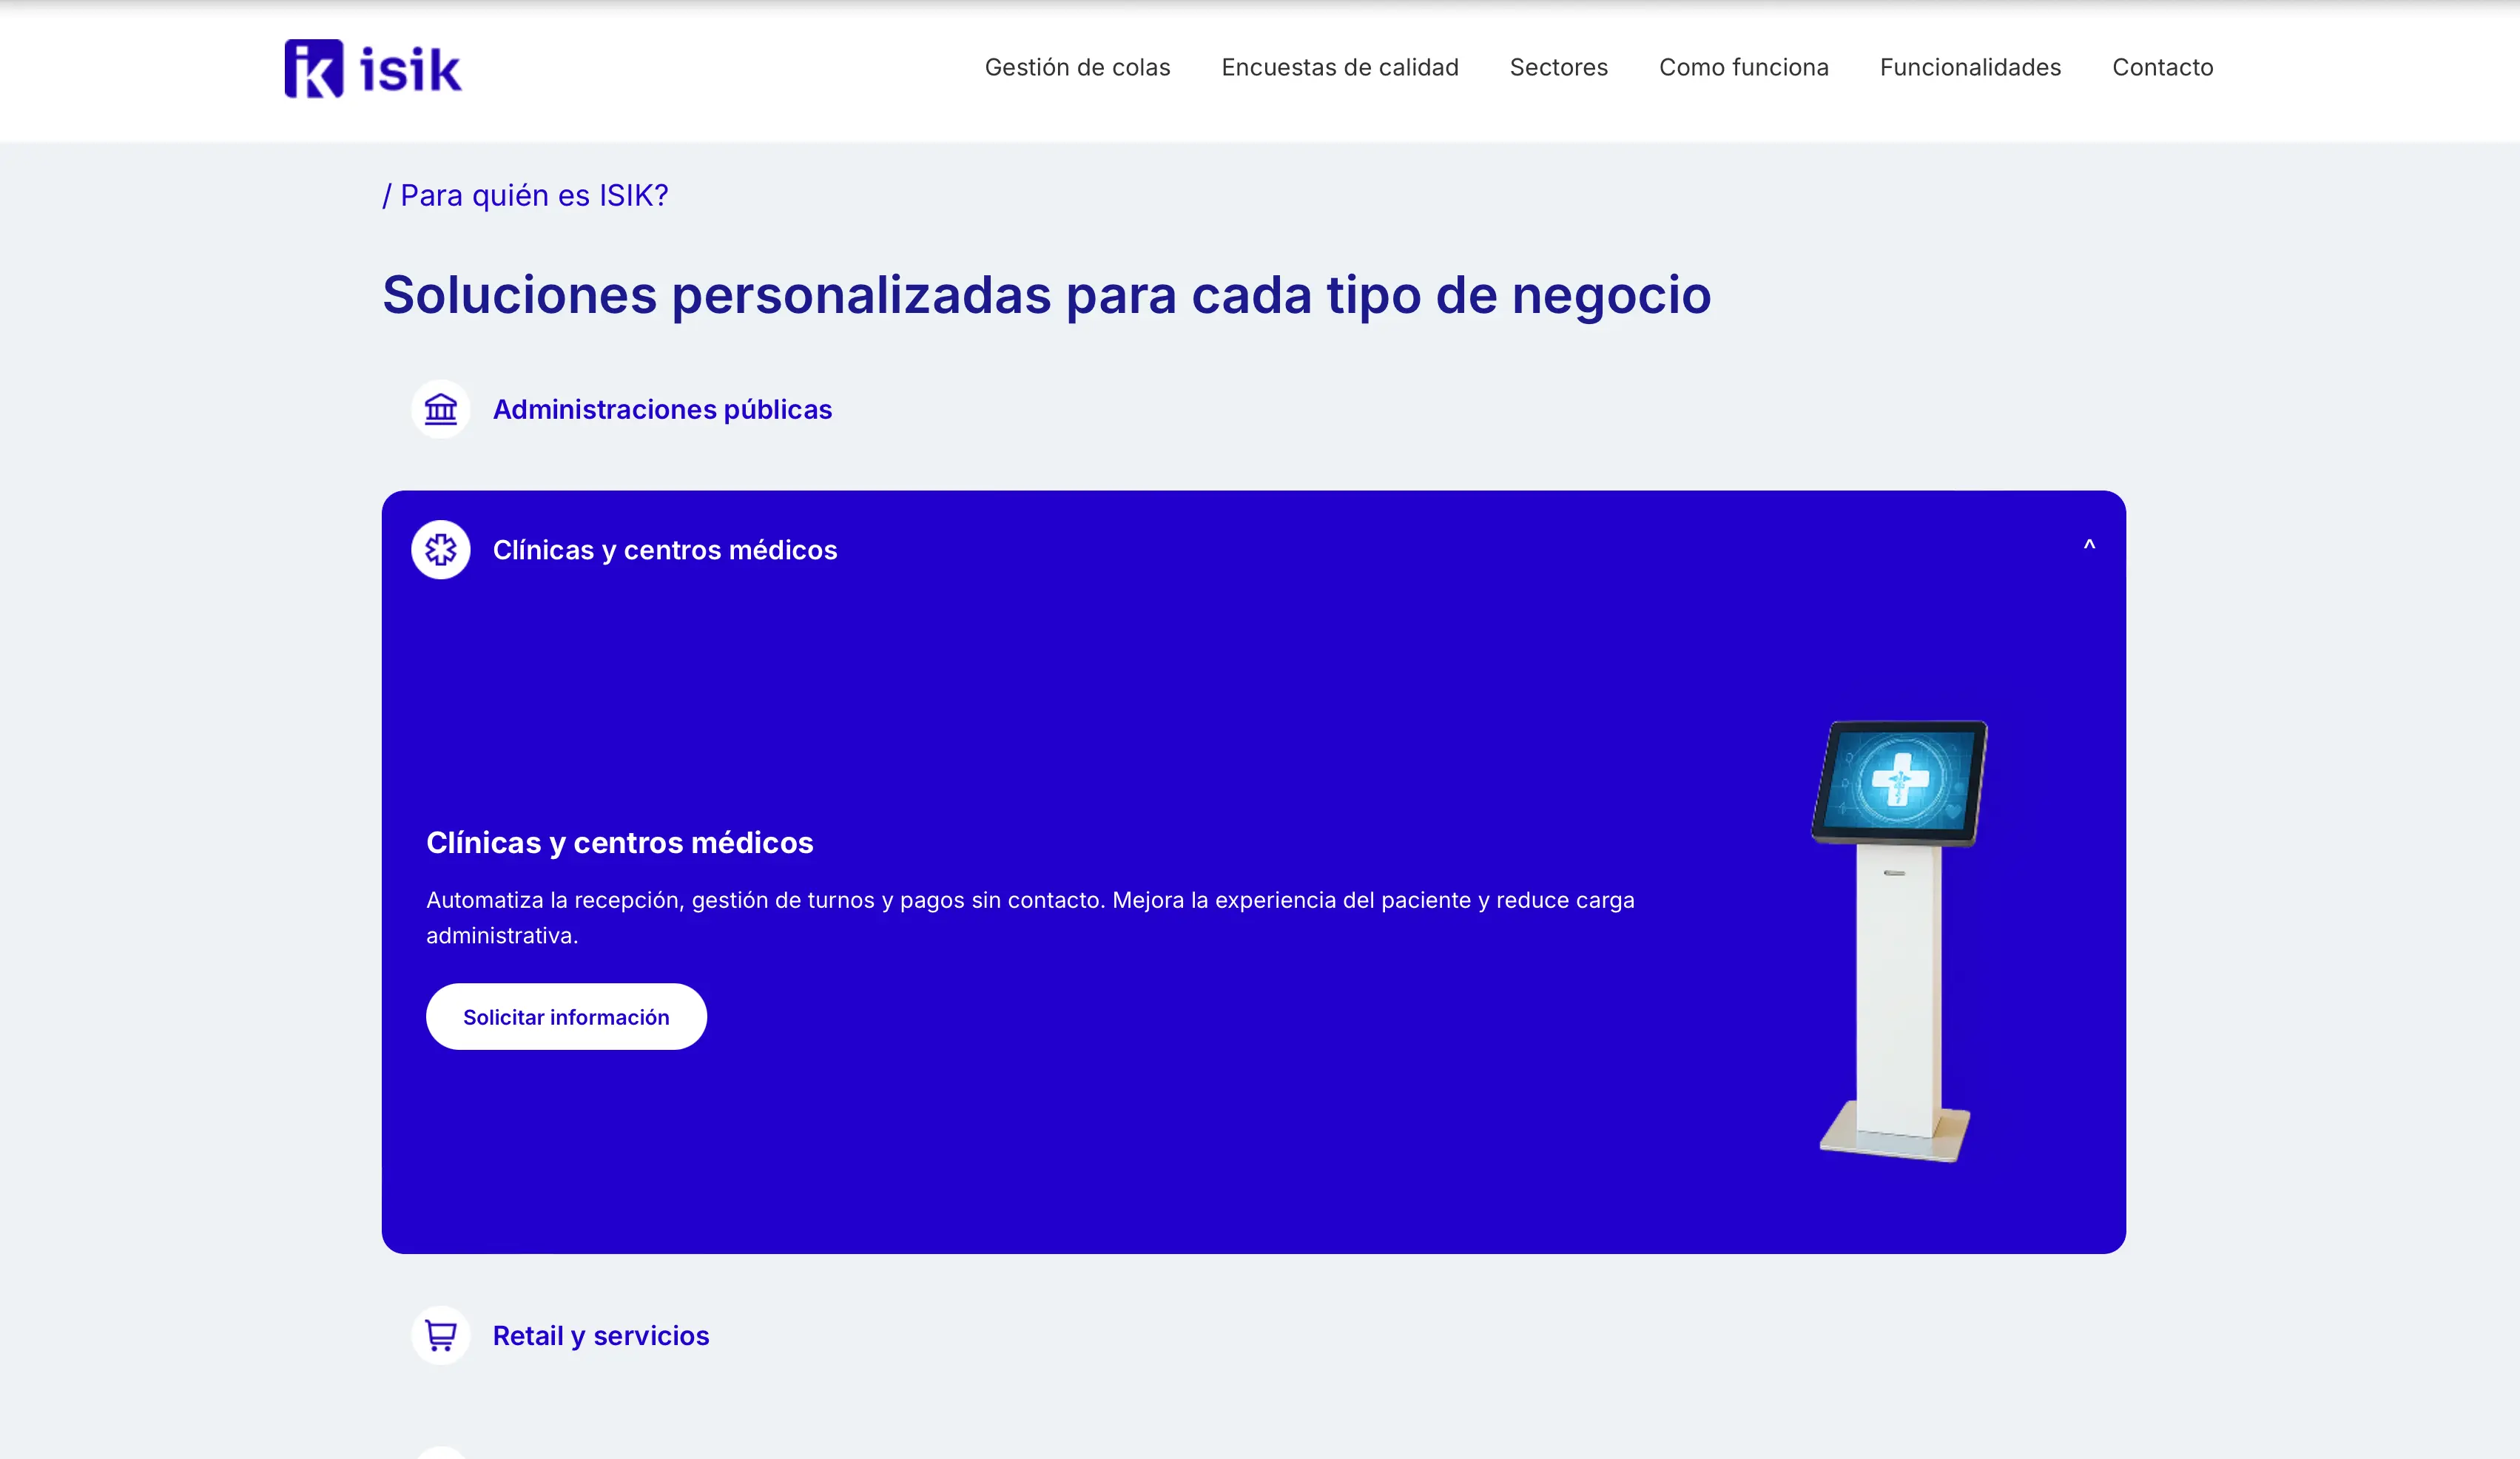 isik
Gestión de colas
Encuestas de calidad
Sectores
Como funciona
Funcionalidades
Contacto
/ Para quién es ISIK?
Soluciones personalizadas para cada tipo de negocio
Administraciones públicas
Clínicas y centros médicos
^
Clínicas y centros médicos
Automatiza la recepción, gestión de turnos y pagos sin contacto. Mejora la experiencia del paciente y reduce carga
administrativa.
Solicitar información
Retail y servicios